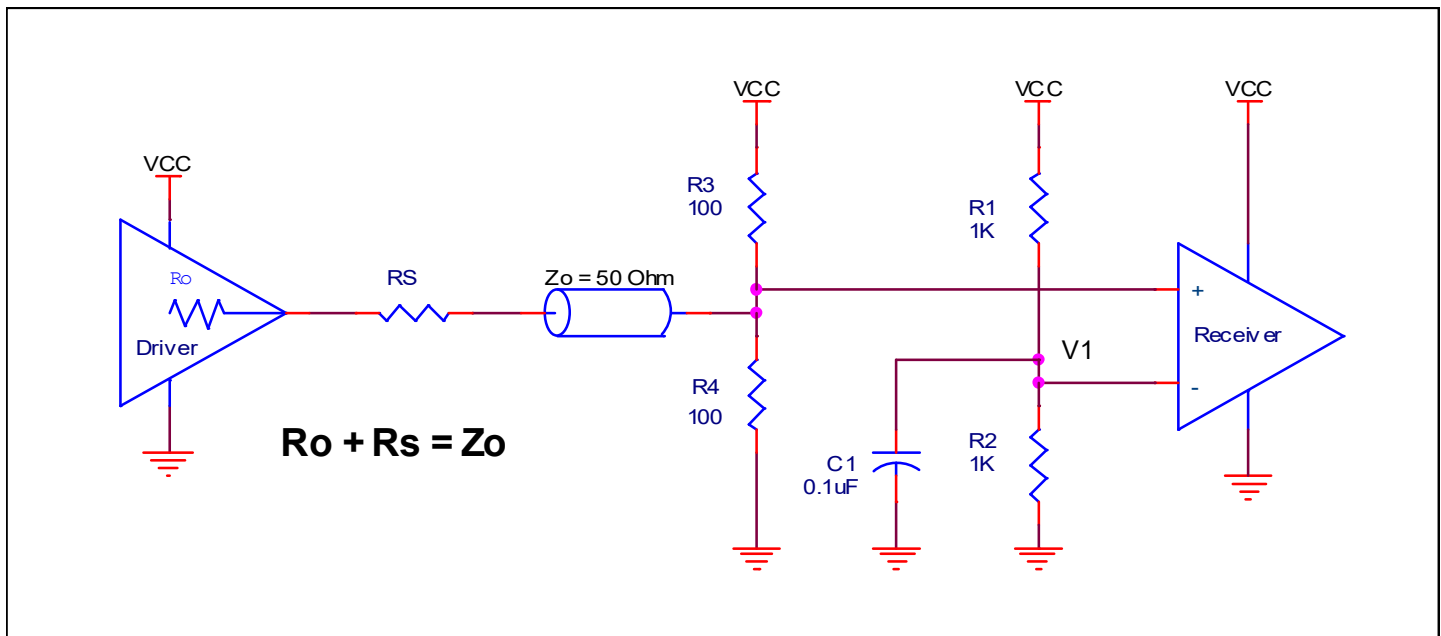 VCC
VCC
VCC
VCC
R3
100
R1
1K
Ro
RS
Zo = 50 Ohm
+
Driver
Receiver
V1
-
R4
100
Ro + Rs = Zo
C1
0.1uF
R2
1K